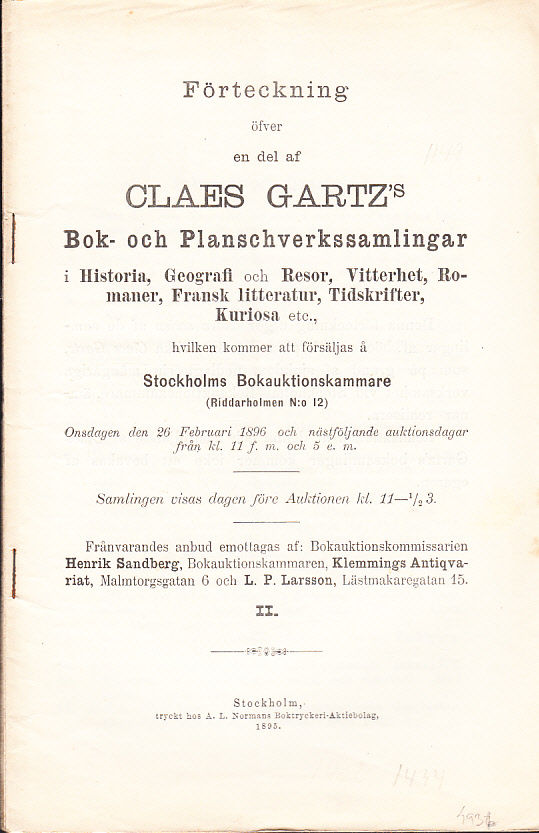 Förteckning
öfver
en del af
CLAES GARTZ'S
Bok- och Planschverkssamlingar
i Historia, Geografi och Resor, Vitterhet, Ro-
maner, Fransk litteratur, Tidskrifter,
Kuriosa etc.,
hvilken kommer att försäljas å
Stockholms Bokauktionskammare
(Riddarholmen N:o 12)
Onsdagen den 26 Februari 1896 och nästföljande auktionsdagar
från kl. 11 f. m. och 5 e. m.
Samlingen visas dagen före Auktionen kl. 11—1/2 3.
Frånvarandes anbud emottagas af: Bokauktionskommissarien
Henrik Sandberg, Bokauktionskammaren, Klemmings Antiqva-
riat, Malmtorgsgatan 6 och L. P. Larsson, Lästmakaregatan 15.
II.
Stockholm,
tryckt hos A. L. Normans Boktryckeri-Aktiebolag,
1895.
1434